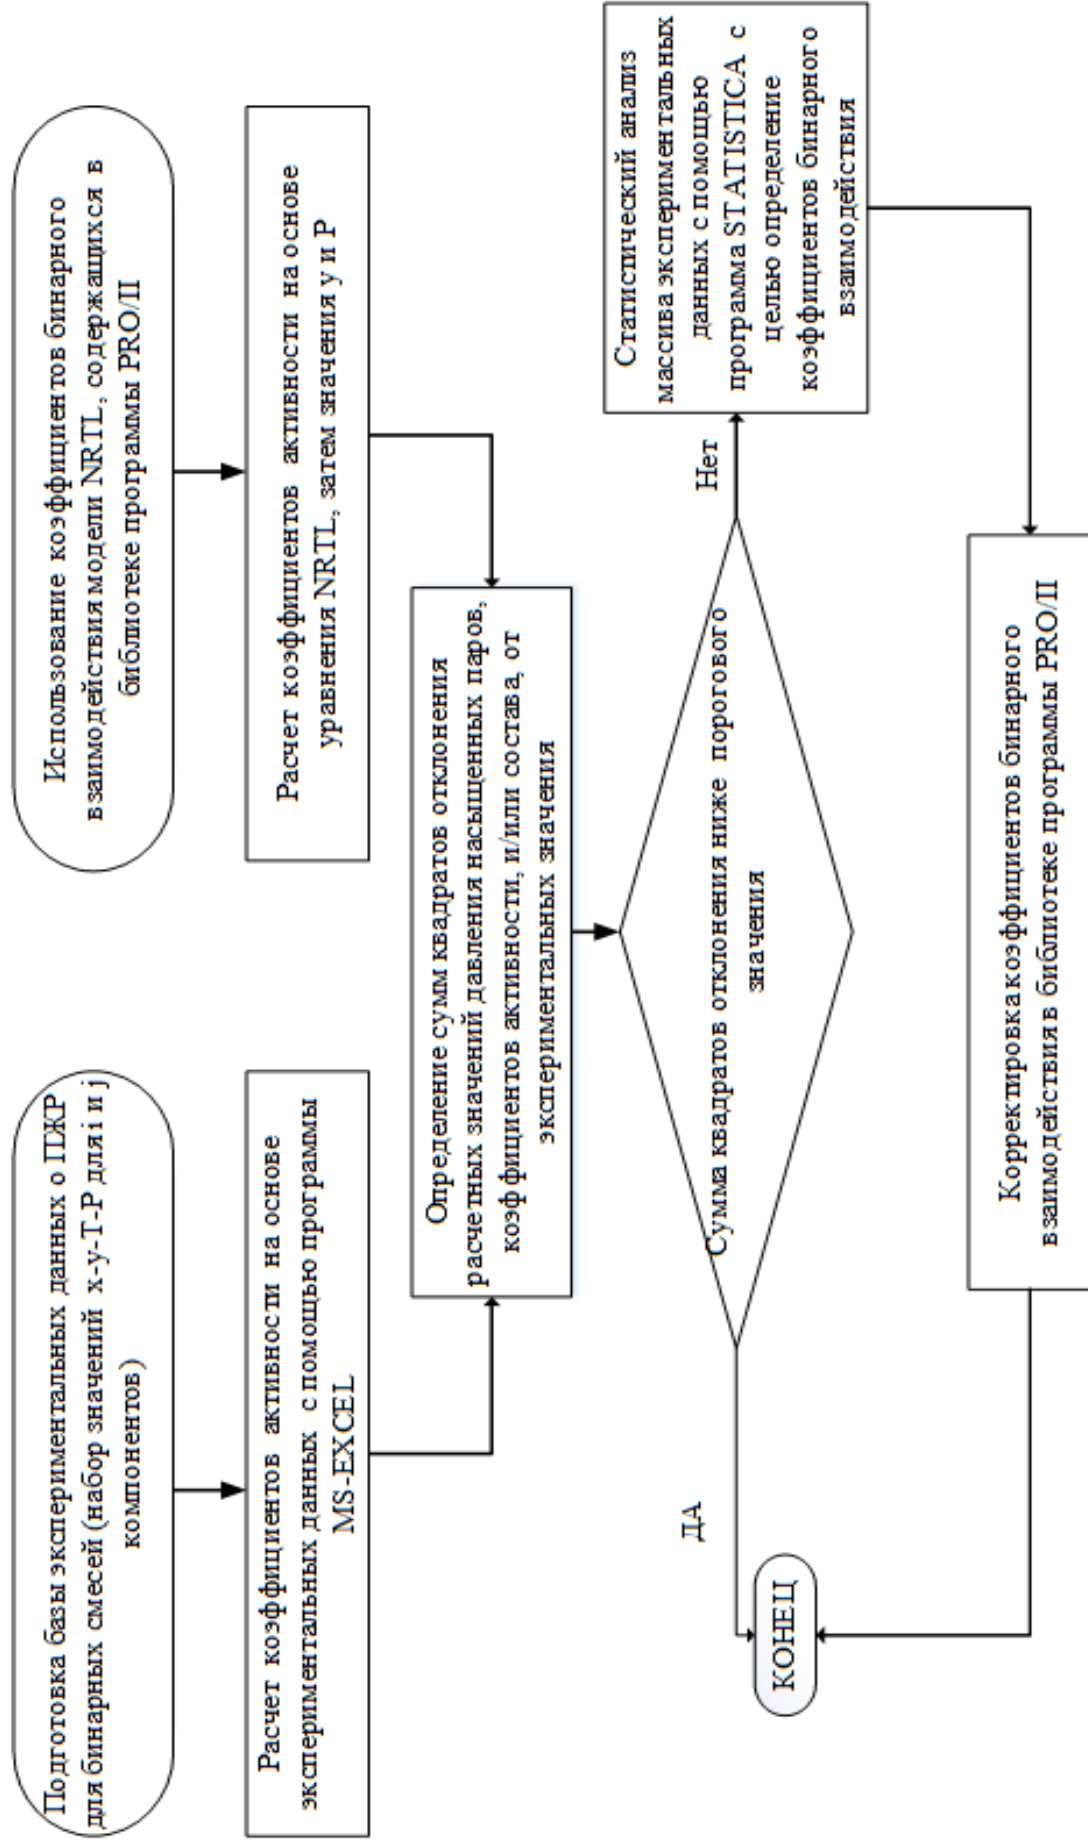 Подготовка базы экспериментальных данных о ПЖР
для бинарных смесей (набор значений х-у-Т-Р для i и j
компонентов)
Использование коэффициентов бинарного
взаимодействия модели NRTL, содержащихся в
библиотеке программы PRO/II
Расчет коэффициентов активности на основе
экспериментальных данных с помощью программы
MS-EXCEL
Расчет коэффициентов активности на основе
уравнения NRTL, затем значения у и Р
Определение сумм квадратов отклонения
расчетных значений давления насыщенных паров,
коэффициентов активности, и/или состава, от
экспериментальных значения
Сумма квадратов отклонения ниже порогового
значения
ДА
Нет
КОНЕЦ
Статистический анализ
массива экспериментальных
данных с помощью
программа STATISTICA с
целью определение
коэффициентов бинарного
взаимодействия
Корректировка коэффициентов бинарного
взаимодействия в библиотеке программы PRO/II